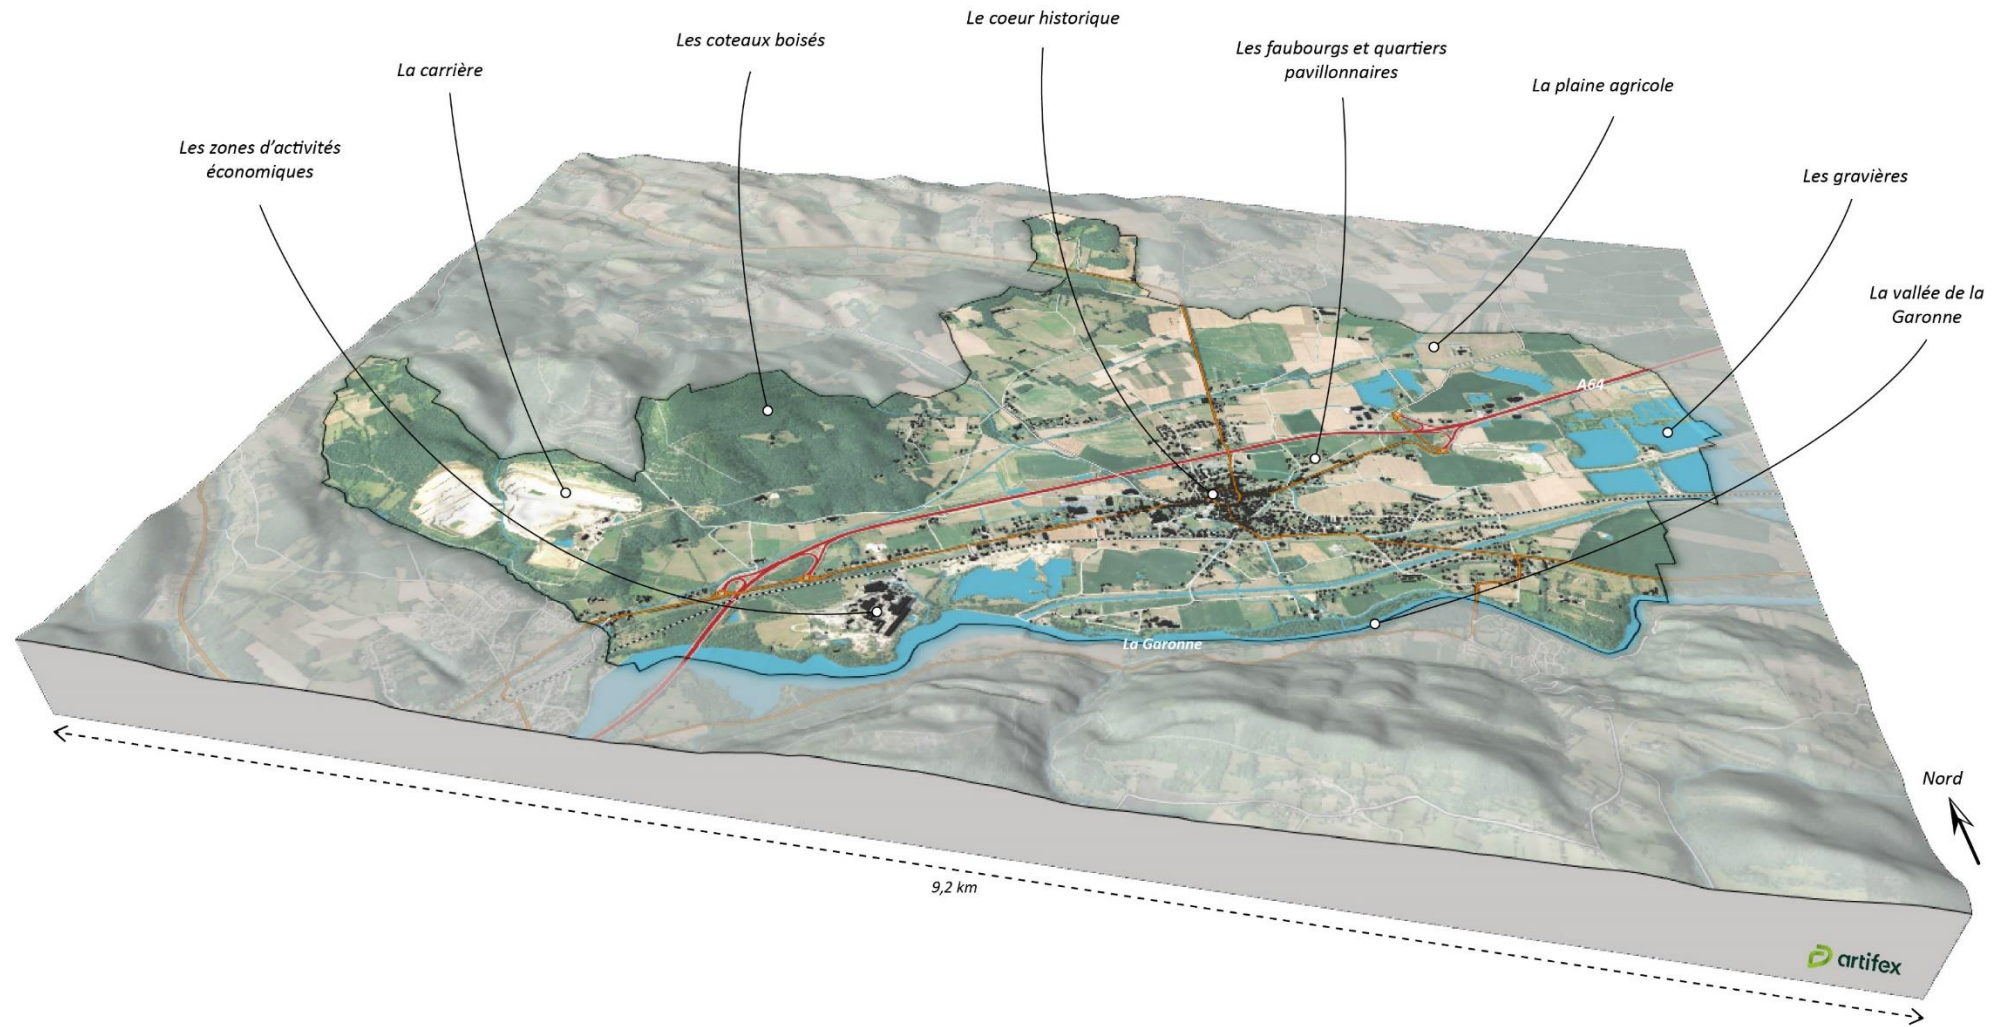 Le coeur historique
Les coteaux boisés
Les faubourgs et quartiers
pavillonnaires
La carrière
La plaine agricole
Les zones d'activités
économiques
Les gravières
La vallée de la
Garonne
A64
La Garonne
Nord
9,2 km
artifex